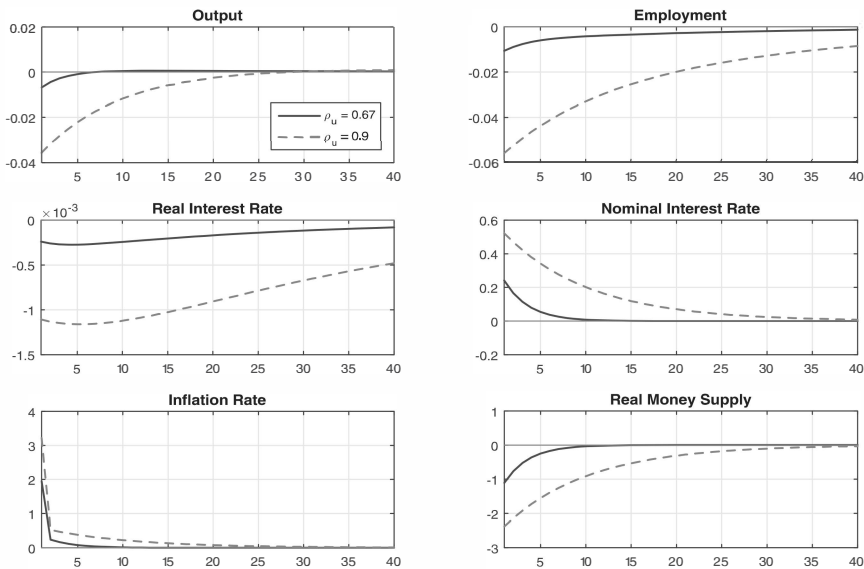 Output
0.02
0
-0.02
-0.04
5 10 15 20 25 30 35 40
ρu = 0.67
ρu = 0.9
Employment
0
-0.02
-0.04
-0.06
5 10 15 20 25 30 35 40
Real Interest Rate
× 10-3
0
-0.5
-1
-1.5
5 10 15 20 25 30 35 40
Nominal Interest Rate
0.6
0.4
0.2
0
-0.2
5 10 15 20 25 30 35 40
Inflation Rate
4
3
2
1
0
5 10 15 20 25 30 35 40
Real Money Supply
1
0
-1
-2
-3
5 10 15 20 25 30 35 40